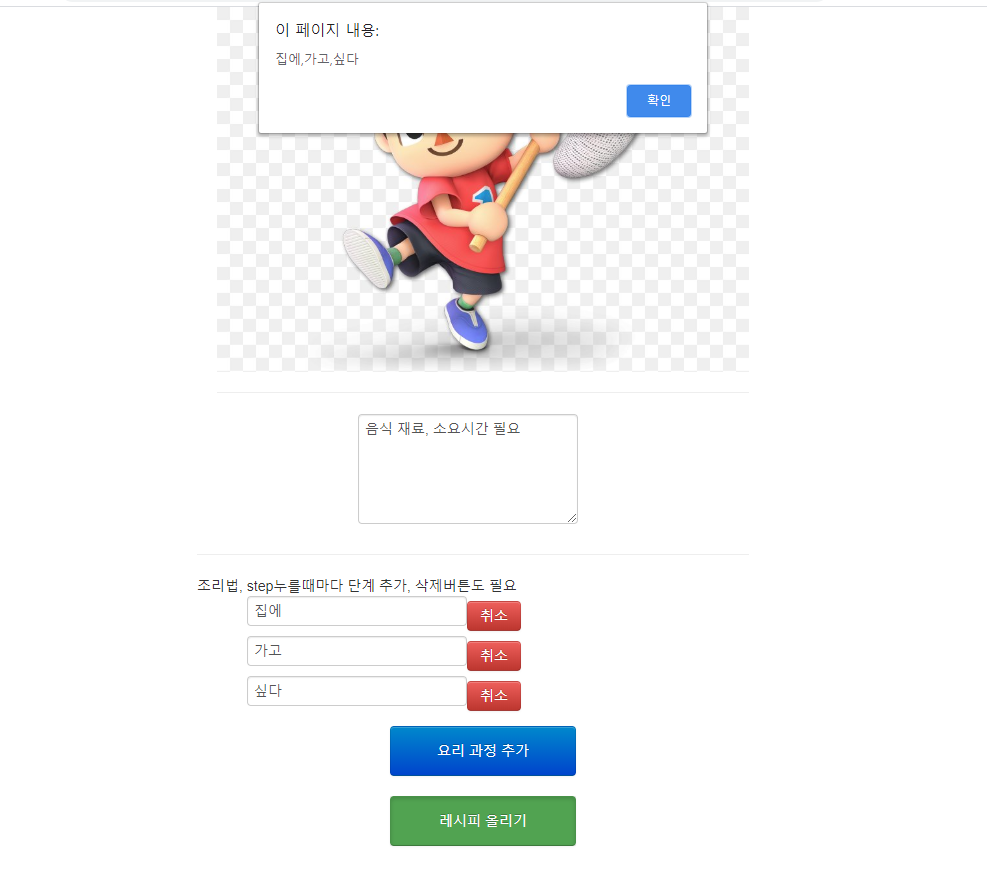 이 페이지 내용:
집에,가고,싶다
확인
음식 재료, 소요시간 필요
조리법, step누를때마다 단계 추가, 삭제버튼도 필요
집에 취소
가고 취소
싶다 취소
요리 과정 추가
레시피 올리기